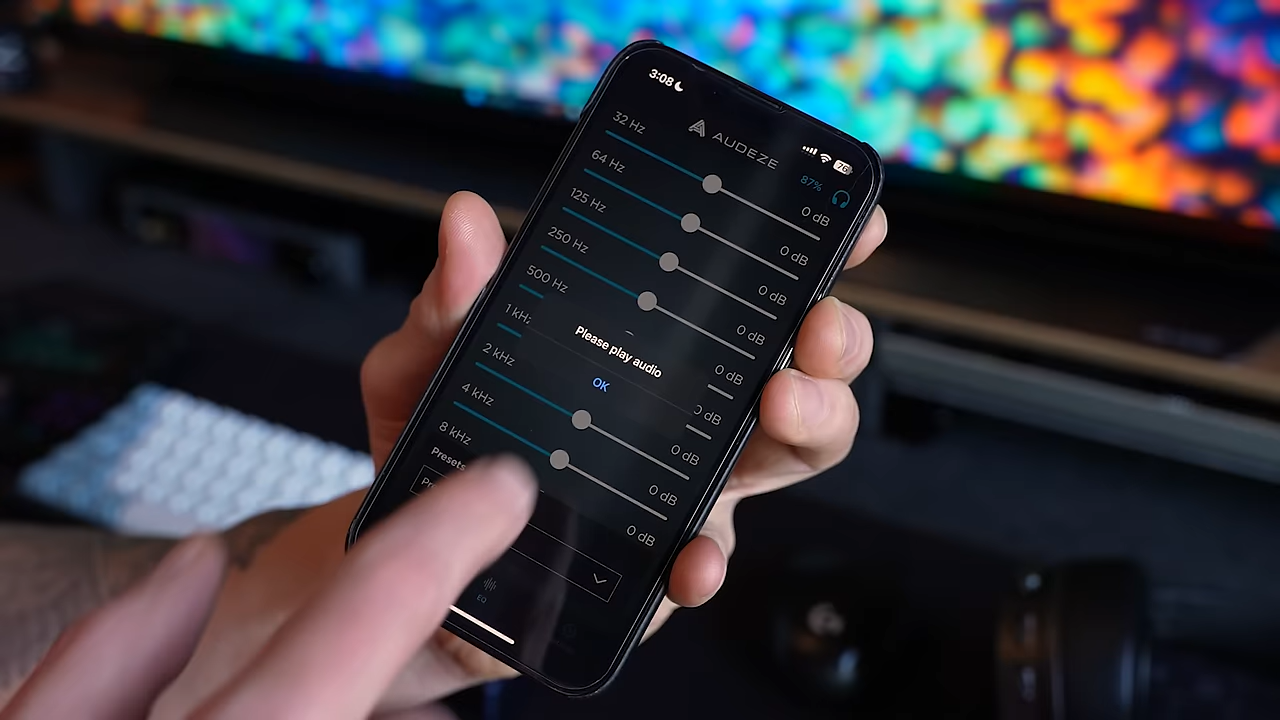 3:08
76
AUDEZE
87%
32 Hz
0 dB
64 Hz
0 dB
125 Hz
0 dB
250 Hz
0 dB
500 Hz
0 dB
1 kHz
0 dB
2 kHz
0 dB
4 kHz
0 dB
8 kHz
0 dB
Please play audio
OK
Presets
EQ